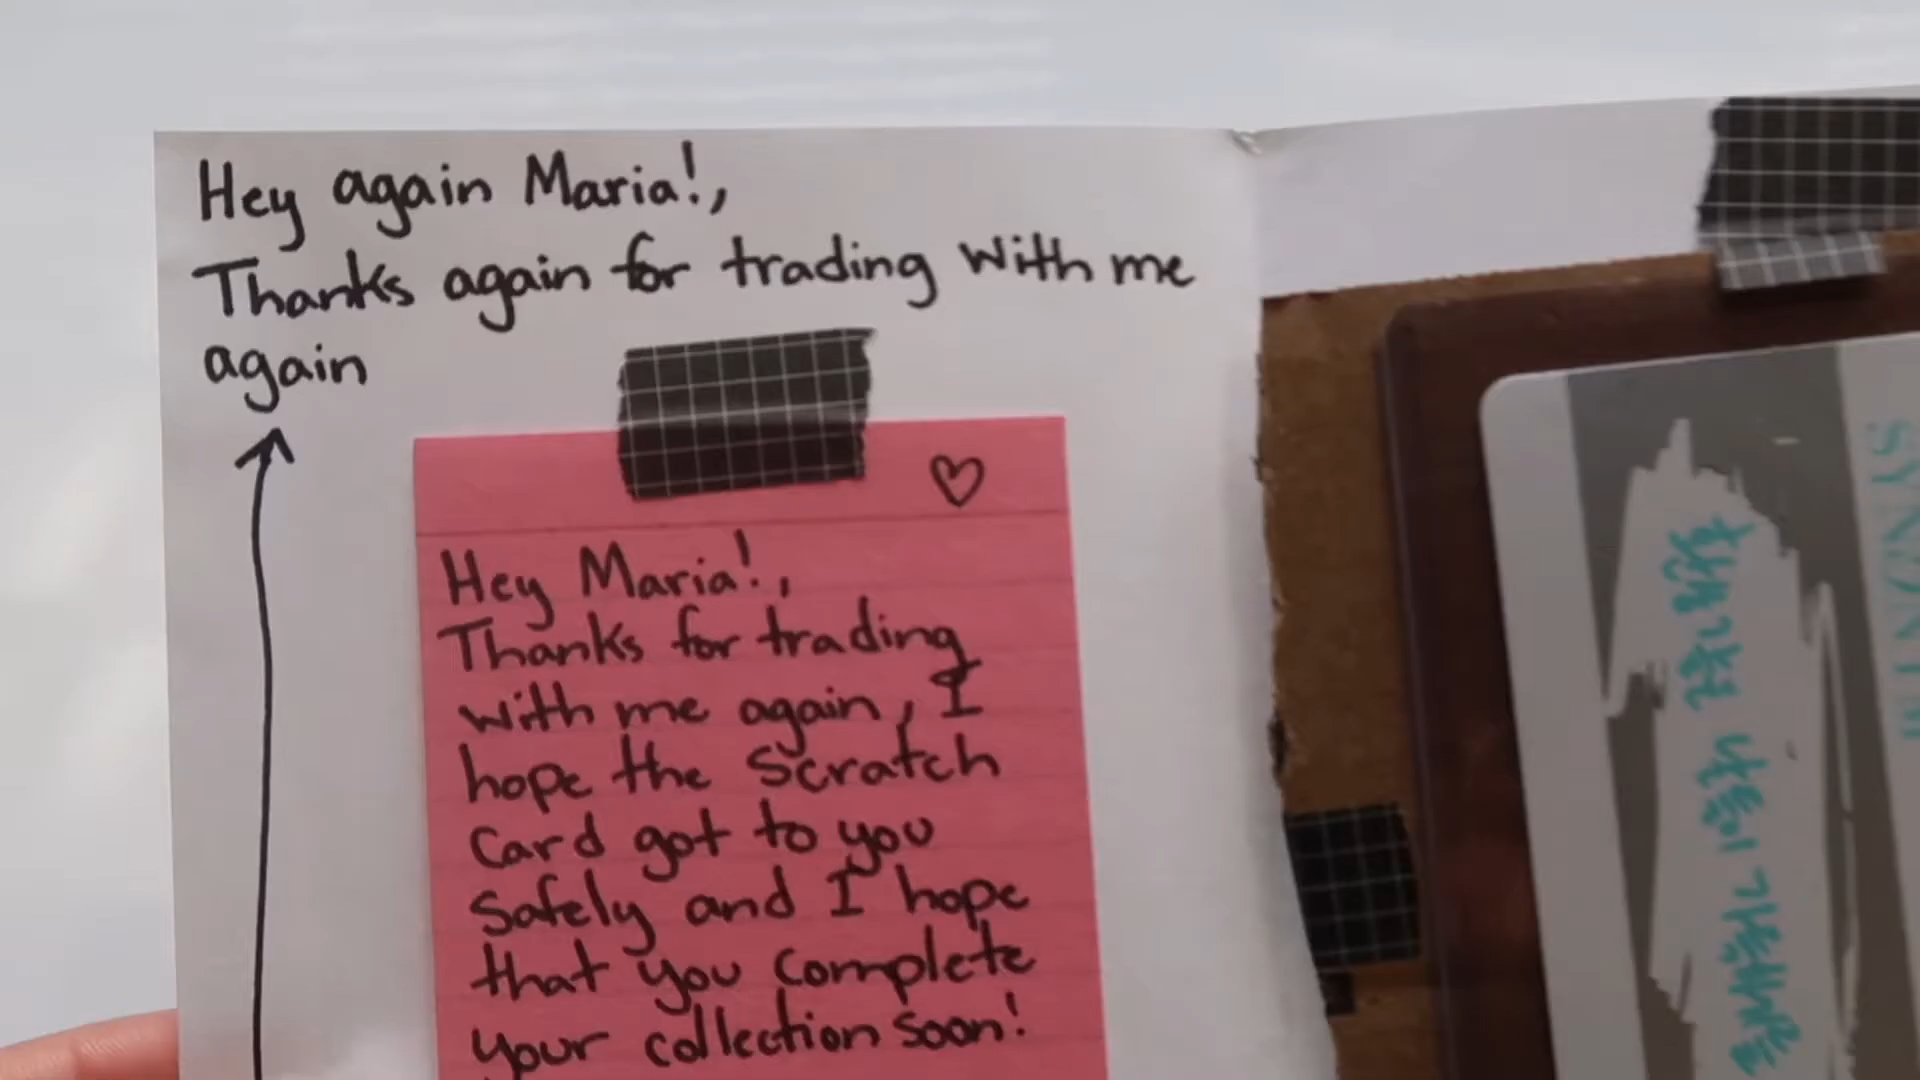 Hey again Maria!,
Thanks again for trading with me
again
Hey Maria!,
Thanks for trading
with me again, I
hope the Scratch
Card got to you
Safely and I hope
that you complete
your collection soon!